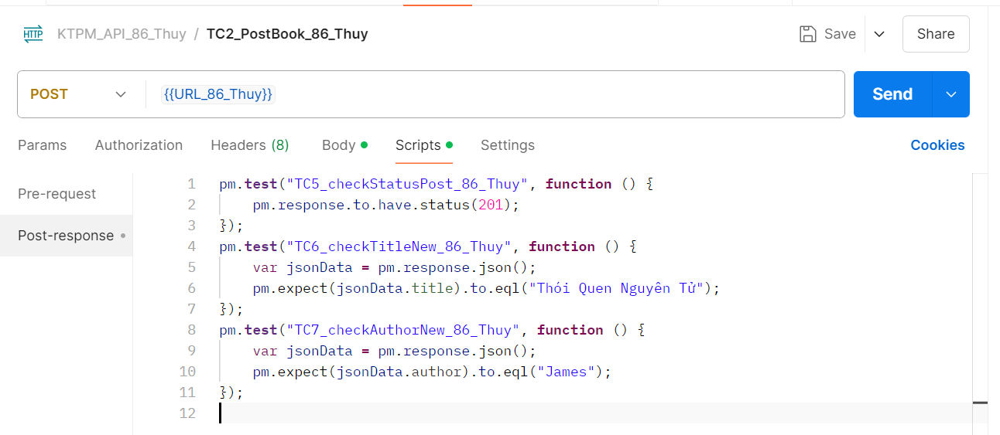 HTTP KTPM_API_86_Thuy / TC2_PostBook_86_Thuy Save Share
POST {{URL_86_Thuy}} Send
Params Authorization Headers (8) Body Scripts Settings Cookies
Pre-request
Post-response
1 pm.test("TC5_checkStatusPost_86_Thuy", function () {
2 pm.response.to.have.status(201);
3 });
4 pm.test("TC6_checkTitleNew_86_Thuy", function () {
5 var jsonData = pm.response.json();
6 pm.expect(jsonData.title).to.eql("Thói Quen Nguyên Tử");
7 });
8 pm.test("TC7_checkAuthorNew_86_Thuy", function () {
9 var jsonData = pm.response.json();
10 pm.expect(jsonData.author).to.eql("James");
11 });
12